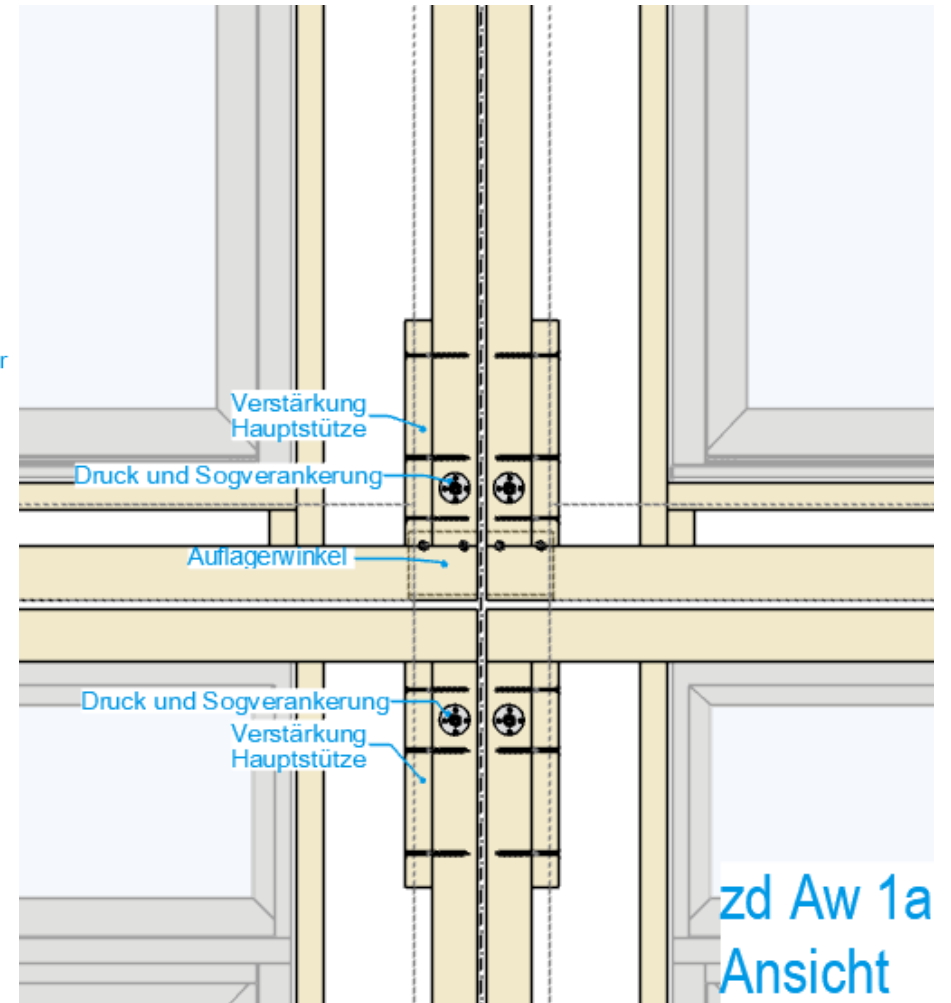 r
Verstärkung
Hauptstütze
Druck und Sogverankerung
Auflagerwinkel
Druck und Sogverankerung
Verstärkung
Hauptstütze
zd Aw 1a
Ansicht